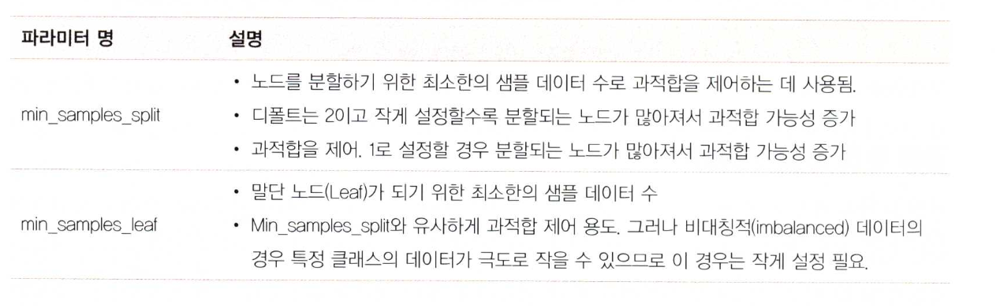 파라미터 명 설명
min_samples_split
• 노드를 분할하기 위한 최소한의 샘플 데이터 수로 과적합을 제어하는 데 사용됨.
• 디폴트는 2이고 작게 설정할수록 분할되는 노드가 많아져서 과적합 가능성 증가
• 과적합을 제어. 1로 설정할 경우 분할되는 노드가 많아져서 과적합 가능성 증가
min_samples_leaf
• 말단 노드(Leaf)가 되기 위한 최소한의 샘플 데이터 수
• Min_samples_split와 유사하게 과적합 제어 용도. 그러나 비대칭적(imbalanced) 데이터의
경우 특정 클래스의 데이터가 극도로 작을 수 있으므로 이 경우는 작게 설정 필요.